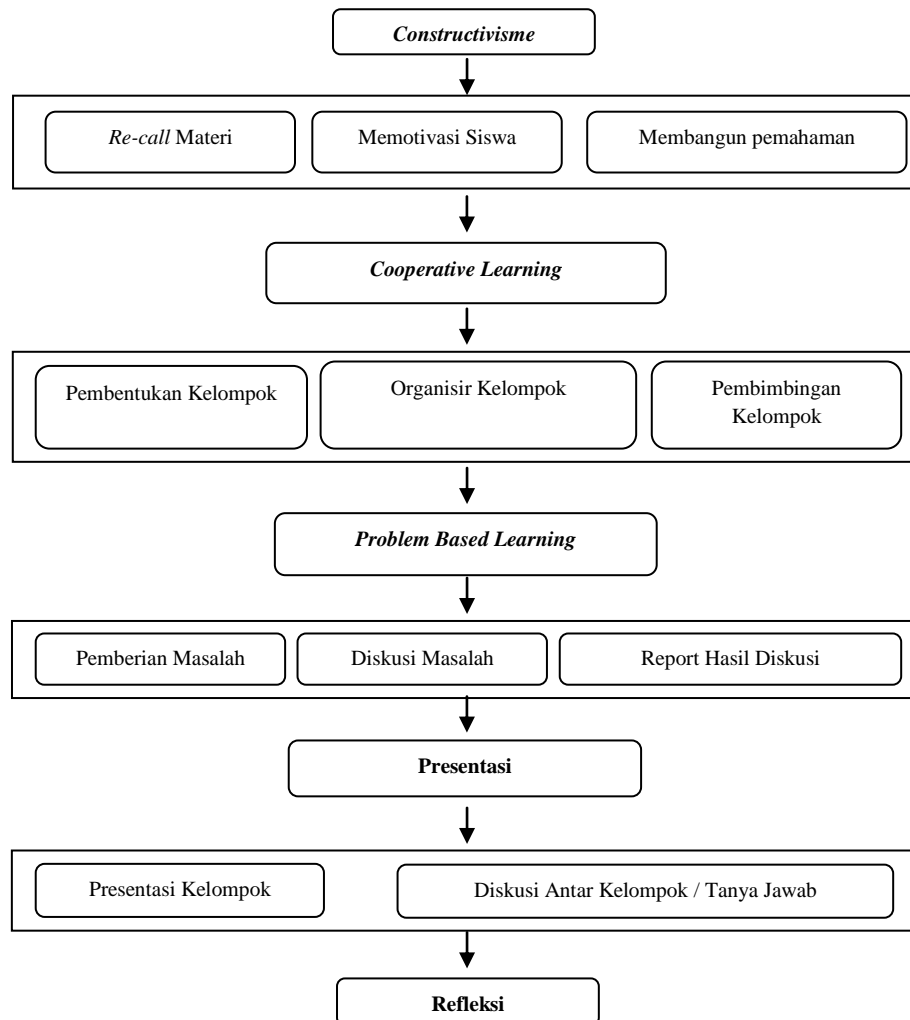 Constructivisme
Re-call Materi
Memotivasi Siswa
Membangun pemahaman
Cooperative Learning
Pembentukan Kelompok
Organisir Kelompok
Pembimbingan
Kelompok
Problem Based Learning
Pemberian Masalah
Diskusi Masalah
Report Hasil Diskusi
Presentasi
Presentasi Kelompok
Diskusi Antar Kelompok / Tanya Jawab
Refleksi